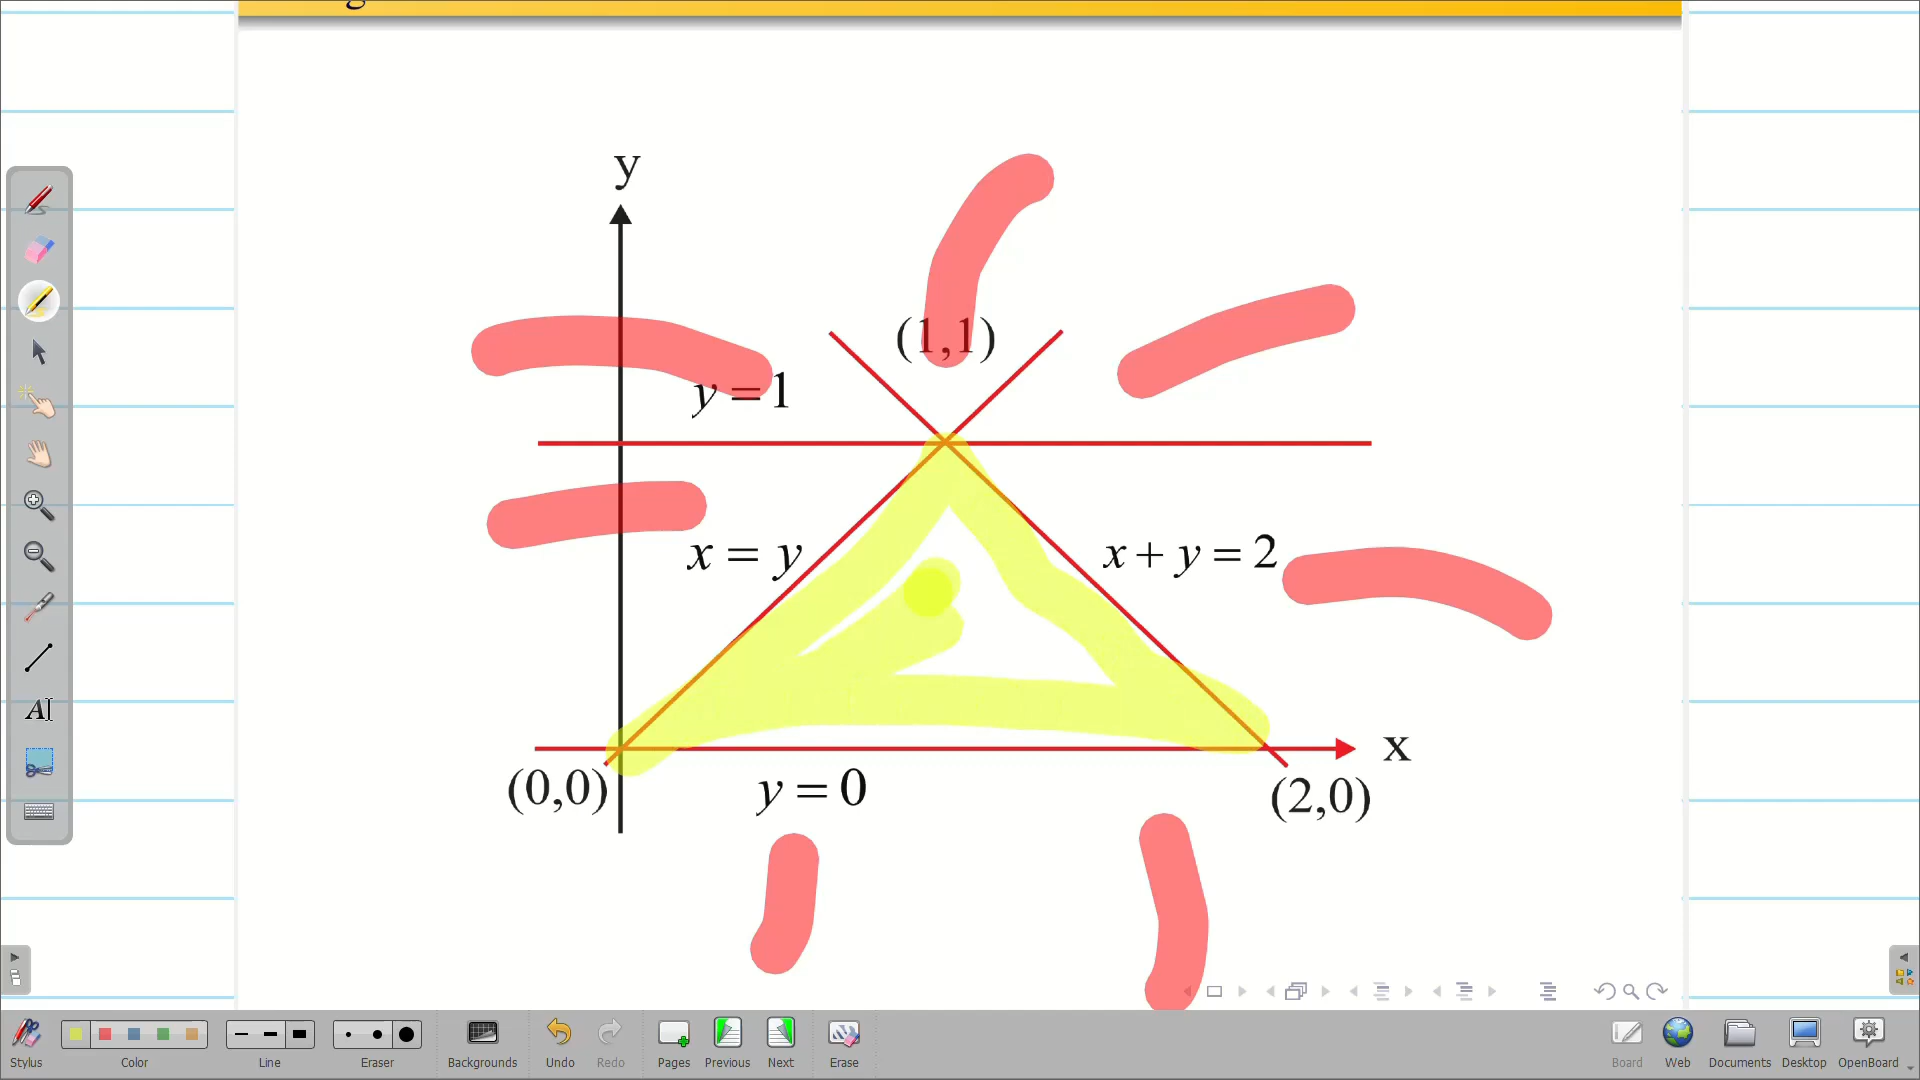 y
(1,1)
y = 1
x = y
x + y = 2
x
(0,0)
y = 0
(2,0)
Stylus
Color
Line
Eraser
Backgrounds
Undo
Redo
Pages
Previous
Next
Erase
Board
Web
Documents
Desktop
OpenBoard